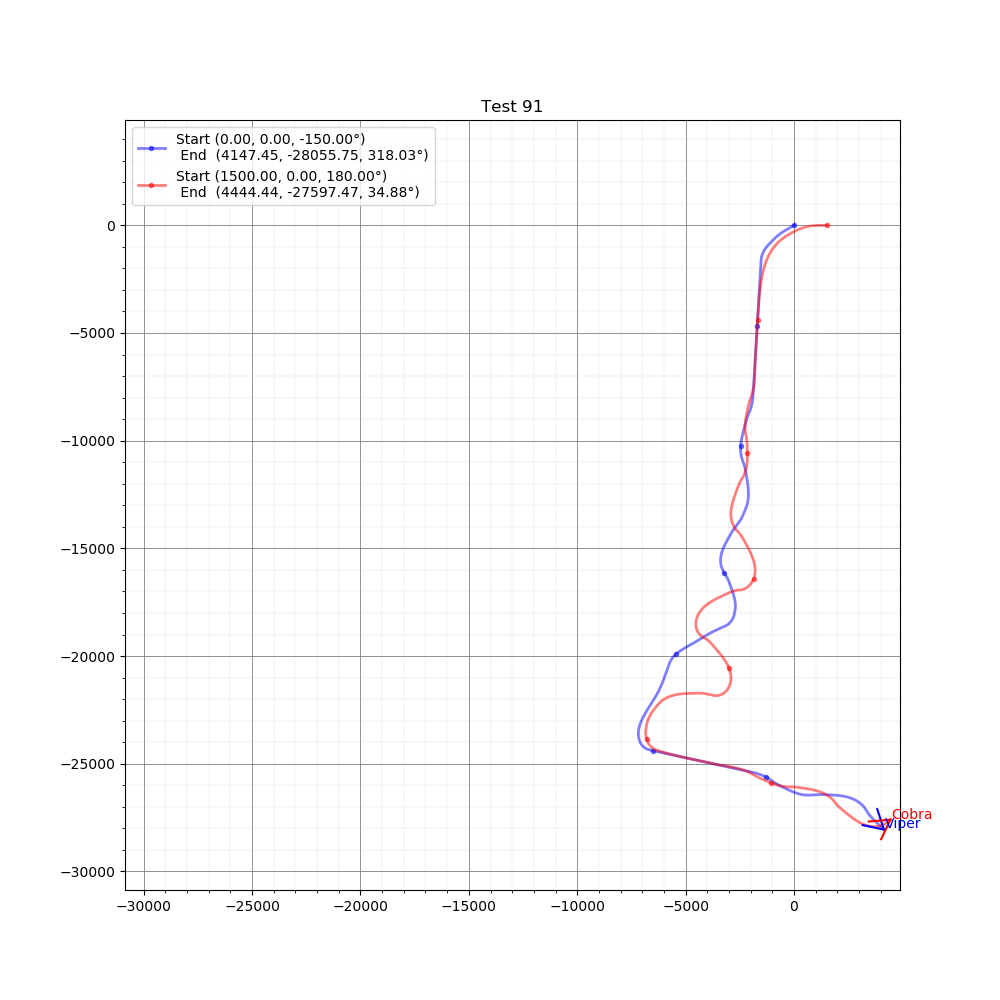 Test 91
Start (0.00, 0.00, -150.00°)
End  (4147.45, -28055.75, 318.03°)
Start (1500.00, 0.00, 180.00°)
End  (4444.44, -27597.47, 34.88°)
0
−5000
−10000
−15000
−20000
−25000
−30000
Cobra
Viper
−30000
−25000
−20000
−15000
−10000
−5000
0